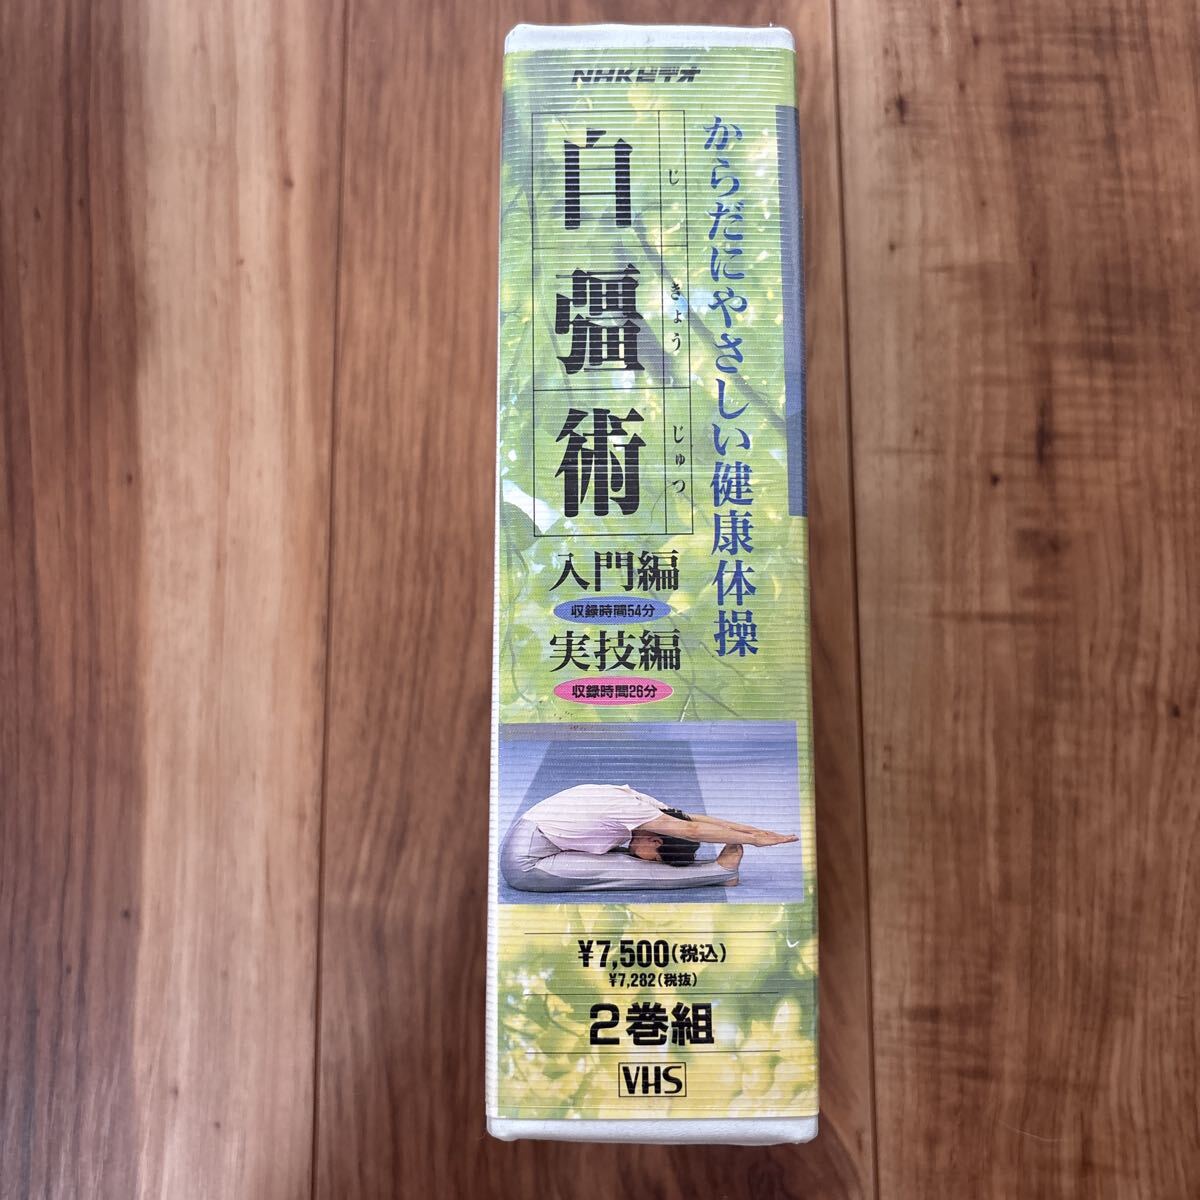 NHKビデオ
からだにやさしい健康体操
白彊術
じきょうじゅつ
入門編
収録時間54分
実技編
収録時間26分
¥7,500(税込)
¥7,282(税抜)
2巻組
VHS